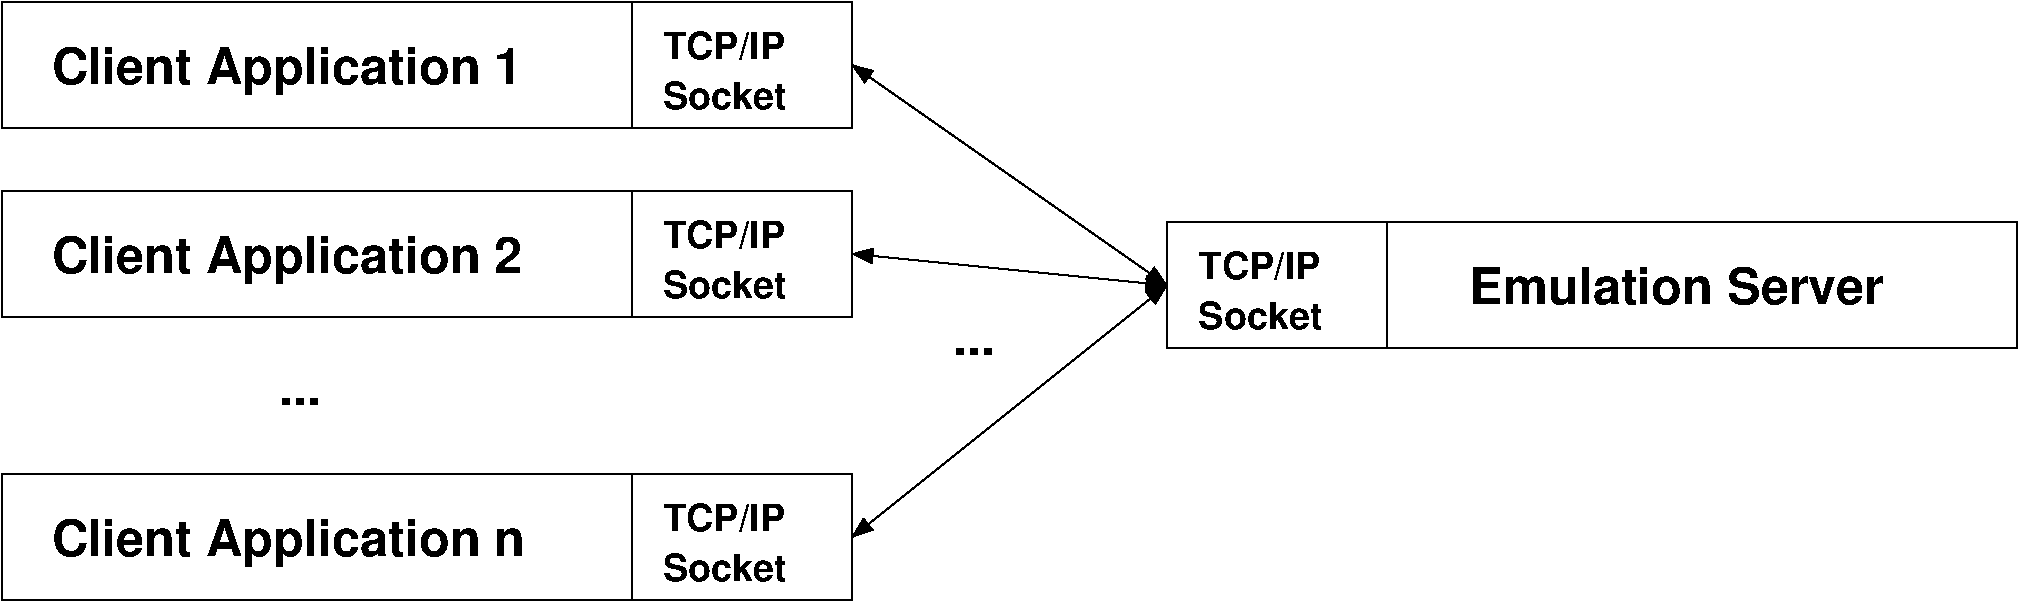 Client Application 1
TCP/IP
Socket
Client Application 2
TCP/IP
Socket
...
Client Application n
TCP/IP
Socket
...
TCP/IP
Socket
Emulation Server